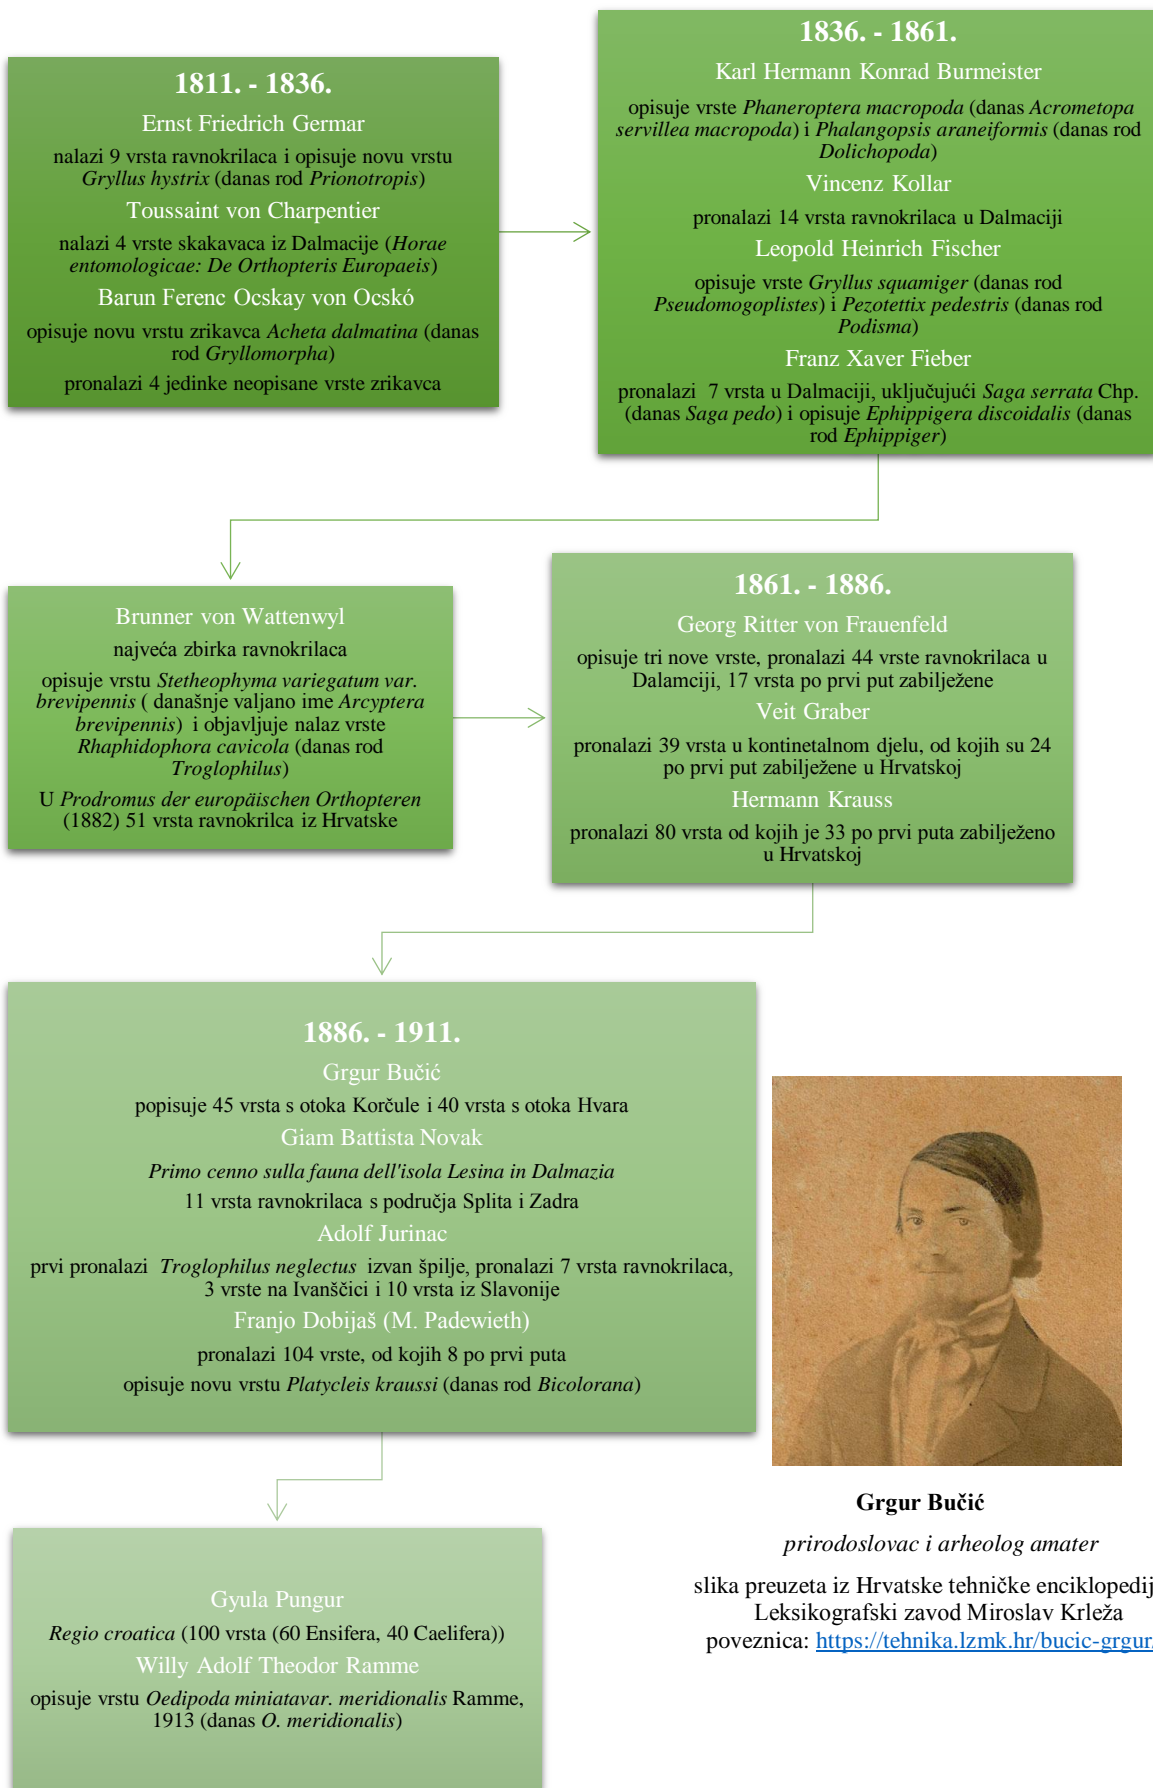 1811. - 1836.
Ernst Friedrich Germar
nalazi 9 vrsta ravnokrilaca i opisuje novu vrstu
Gryllus hystrix (danas rod Prionotropis)
Toussaint von Charpentier
nalazi 4 vrste skakavaca iz Dalmacije (Horae
entomologicae: De Orthopteris Europaeis)
Barun Ferenc Ocskay von Ocskó
opisuje novu vrstu zrikavca Acheta dalmatina (danas
rod Gryllomorpha)
pronalazi 4 jedinke neopisane vrste zrikavca
1836. - 1861.
Karl Hermann Konrad Burmeister
opisuje vrste Phaneroptera macropoda (danas Acrometopa
servillea macropoda) i Phalangopsis araneiformis (danas rod
Dolichopoda)
Vincenz Kollar
pronalazi 14 vrsta ravnokrilaca u Dalmaciji
Leopold Heinrich Fischer
opisuje vrste Gryllus squamiger (danas rod
Pseudomogoplistes) i Pezotettix pedestris (danas rod
Podisma)
Franz Xaver Fieber
pronalazi 7 vrsta u Dalmaciji, uključujući Saga serrata Chp.
(danas Saga pedo) i opisuje Ephippigera discoidalis (danas
rod Ephippiger)
Brunner von Wattenwyl
najveća zbirka ravnokrilaca
opisuje vrstu Stetheophyma variegatum var.
brevipennis ( današnje valjano ime Arcyptera
brevipennis) i objavljuje nalaz vrste
Rhaphidophora cavicola (danas rod
Troglophilus)
U Prodromus der europäischen Orthopteren
(1882) 51 vrsta ravnokrilca iz Hrvatske
1861. - 1886.
Georg Ritter von Frauenfeld
opisuje tri nove vrste, pronalazi 44 vrste ravnokrilaca u
Dalamciji, 17 vrsta po prvi put zabilježene
Veit Graber
pronalazi 39 vrsta u kontinetalnom djelu, od kojih su 24
po prvi put zabilježene u Hrvatskoj
Hermann Krauss
pronalazi 80 vrsta od kojih je 33 po prvi puta zabilježeno
u Hrvatskoj
1886. - 1911.
Grgur Bučić
popisuje 45 vrsta s otoka Korčule i 40 vrsta s otoka Hvara
Giam Battista Novak
Primo cenno sulla fauna dell'isola Lesina in Dalmazia
11 vrsta ravnokrilaca s područja Splita i Zadra
Adolf Jurinac
prvi pronalazi Troglophilus neglectus izvan špilje, pronalazi 7 vrsta ravnokrilaca,
3 vrste na Ivanščici i 10 vrsta iz Slavonije
Franjo Dobijaš (M. Padewieth)
pronalazi 104 vrste, od kojih 8 po prvi puta
opisuje novu vrstu Platycleis kraussi (danas rod Bicolorana)
Grgur Bučić
prirodoslovac i arheolog amater
slika preuzeta iz Hrvatske tehničke enciklopedij
Leksikografski zavod Miroslav Krleža
poveznica: https://tehnika.lzmk.hr/bucic-grgur/
Gyula Pungur
Regio croatica (100 vrsta (60 Ensifera, 40 Caelifera))
Willy Adolf Theodor Ramme
opisuje vrstu Oedipoda miniatavar. meridionalis Ramme,
1913 (danas O. meridionalis)